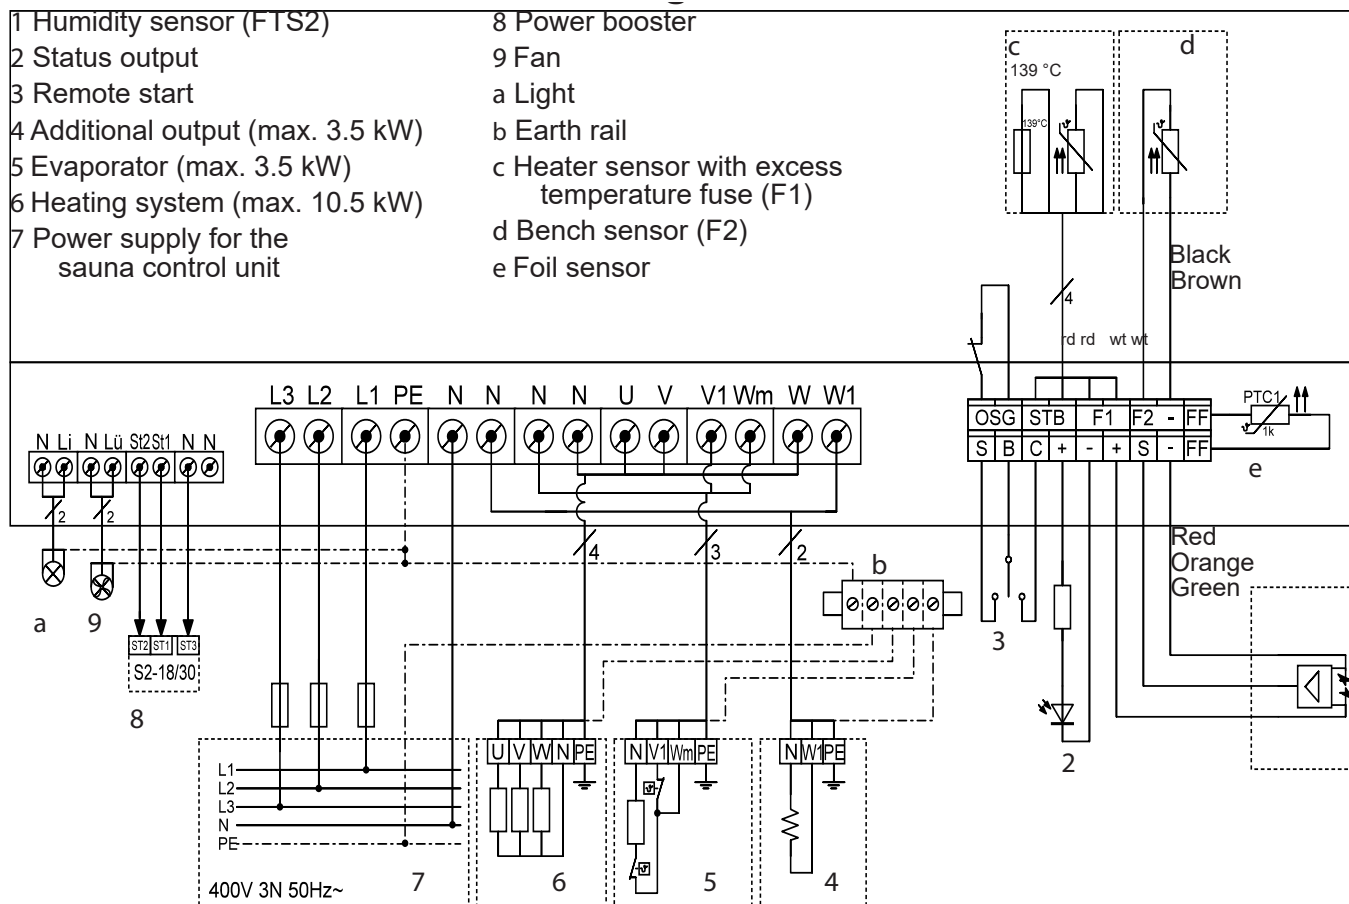 1 Humidity sensor (FTS2)
2 Status output
3 Remote start
4 Additional output (max. 3.5 kW)
5 Evaporator (max. 3.5 kW)
6 Heating system (max. 10.5 kW)
7 Power supply for the
sauna control unit
8 Power booster
9 Fan
a Light
b Earth rail
c Heater sensor with excess
temperature fuse (F1)
d Bench sensor (F2)
e Foil sensor
c
139 °C
139°C
d
Black
Brown
4
rd rd wt wt
L3 L2 L1 PE N N N N U V V1 Wm W W1
OSG STB F1 F2 - FF
S B C + - + S - FF
PTC1
1k
e
N Li N Lü St2 St1 N N
2
2
4
3
2
a
9
ST2 ST1 ST3
S2-18/30
8
b
3
2
Red
Orange
Green
L1
L2
L3
N
PE
400V 3N 50Hz~
7
U V W N PE
6
N V1 Wm PE
5
N W1 PE
4